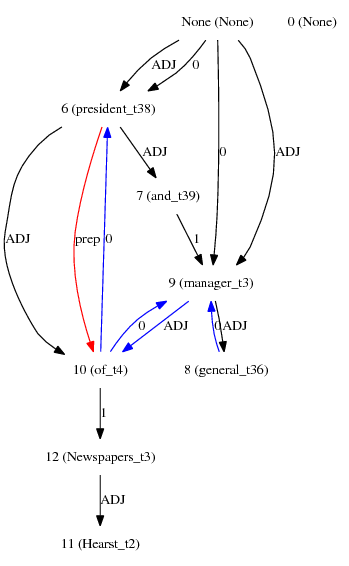 None (None) 0 (None)
ADJ 0
6 (president_t38)
ADJ 0 ADJ
7 (and_t39)
ADJ prep 0 1
9 (manager_t3)
0 ADJ 0 ADJ
10 (of_t4) 8 (general_t36)
1
12 (Newspapers_t3)
ADJ
11 (Hearst_t2)